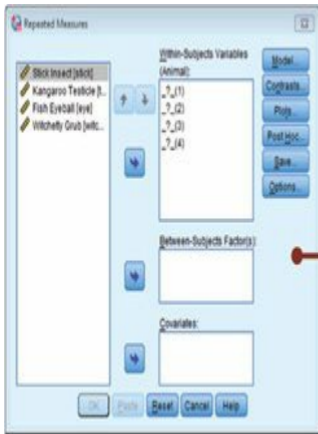 Repeated Measures
Stick Insect [stick]
Kangaroo Testicle [t...
Fish Eyeball [eye]
Witchetty Grub [witc...
Within-Subjects Variables
(Animal):
_?_(1)
_?_(2)
_?_(3)
_?_(4)
Between-Subjects Factor(s):
Covariates:
Model...
Contrasts...
Plots...
Post Hoc...
Save...
Options...
OK Paste Reset Cancel Help